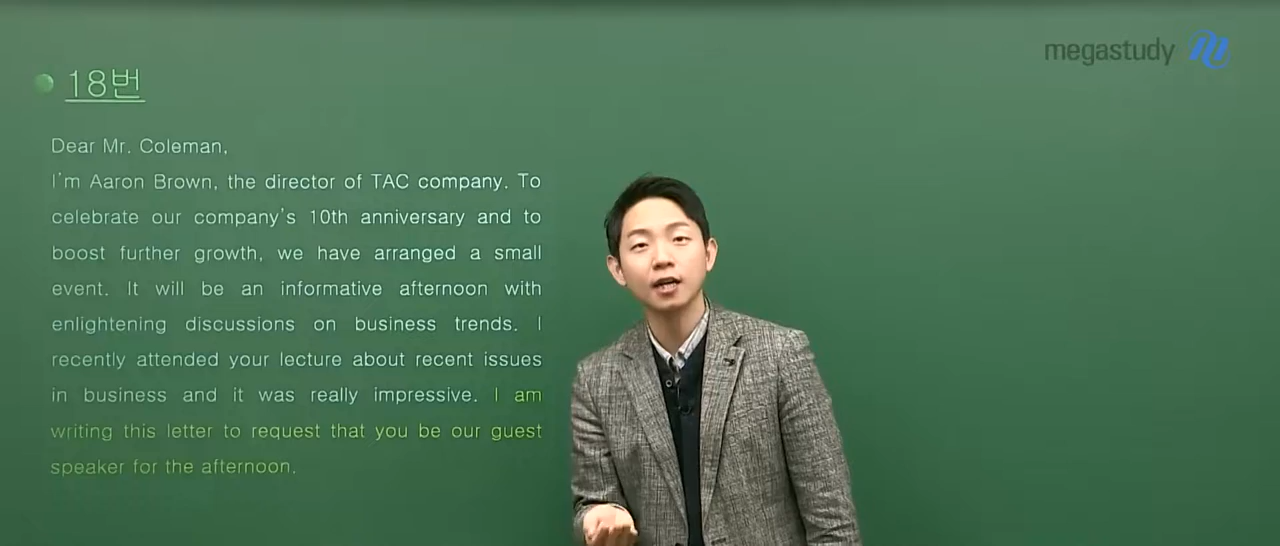 megastudy
18번
Dear Mr. Coleman,
I'm Aaron Brown, the director of TAC company. To
celebrate our company's 10th anniversary and to
boost further growth, we have arranged a small
event. It will be an informative afternoon with
enlightening discussions on business trends. I
recently attended your lecture about recent issues
in business and it was really impressive. I am
writing this letter to request that you be our guest
speaker for the afternoon.